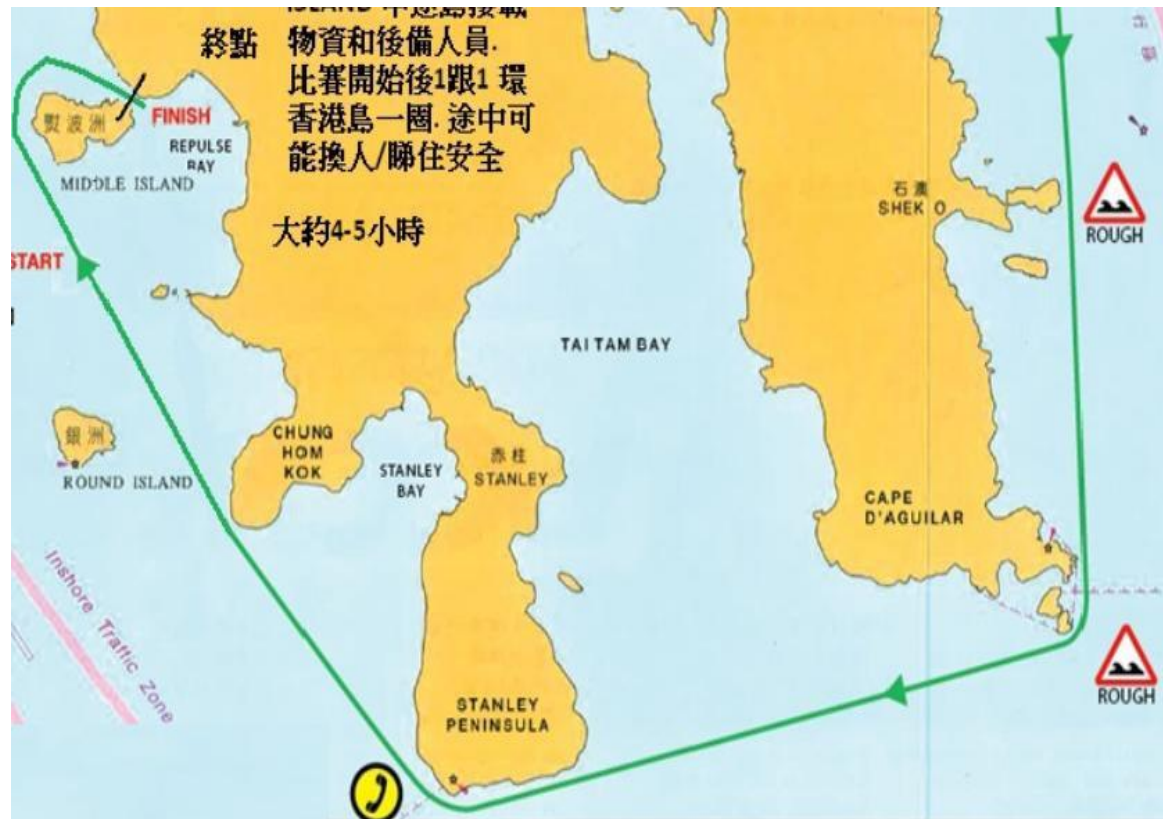 終點
物資和後備人員.
比賽開始後1跟1 環
香港島一圈. 途中可
能換人/睇住安全
大約4-5小時
FINISH
熨波洲
REPULSE
BAY
MIDDLE ISLAND
START
石澳
SHEK O
ROUGH
TAI TAM BAY
銀洲
ROUND ISLAND
CHUNG
HOM
KOK
STANLEY
BAY
赤柱
STANLEY
CAPE
D'AGUILAR
Inshore Traffic Zone
STANLEY
PENINSULA
ROUGH